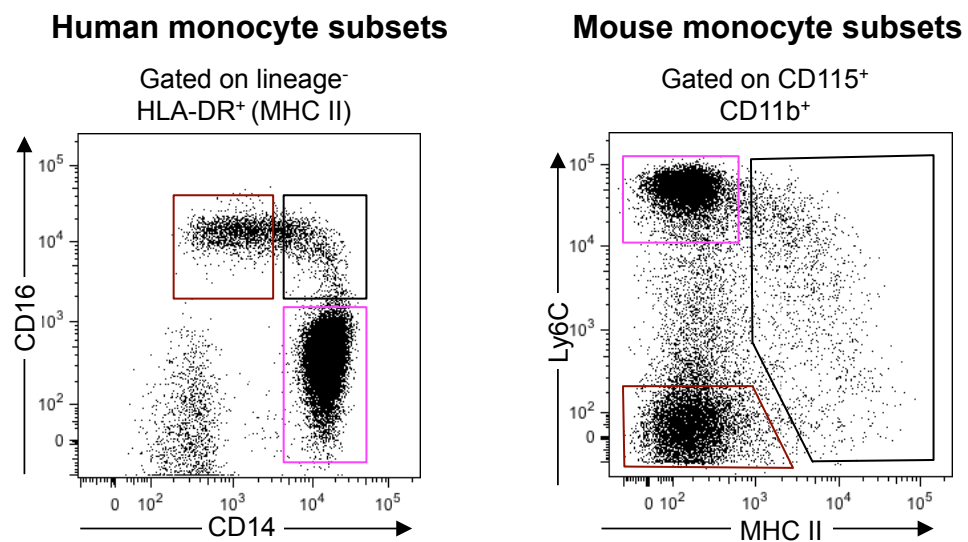 Human monocyte subsets
Gated on lineage⁻
HLA-DR⁺ (MHC II)
10⁵
10⁴
10³
10²
0
CD16
0 10² 10³ 10⁴ 10⁵
CD14
Mouse monocyte subsets
Gated on CD115⁺
CD11b⁺
10⁵
10⁴
10³
10²
0
Ly6C
0 10² 10³ 10⁴ 10⁵
MHC II